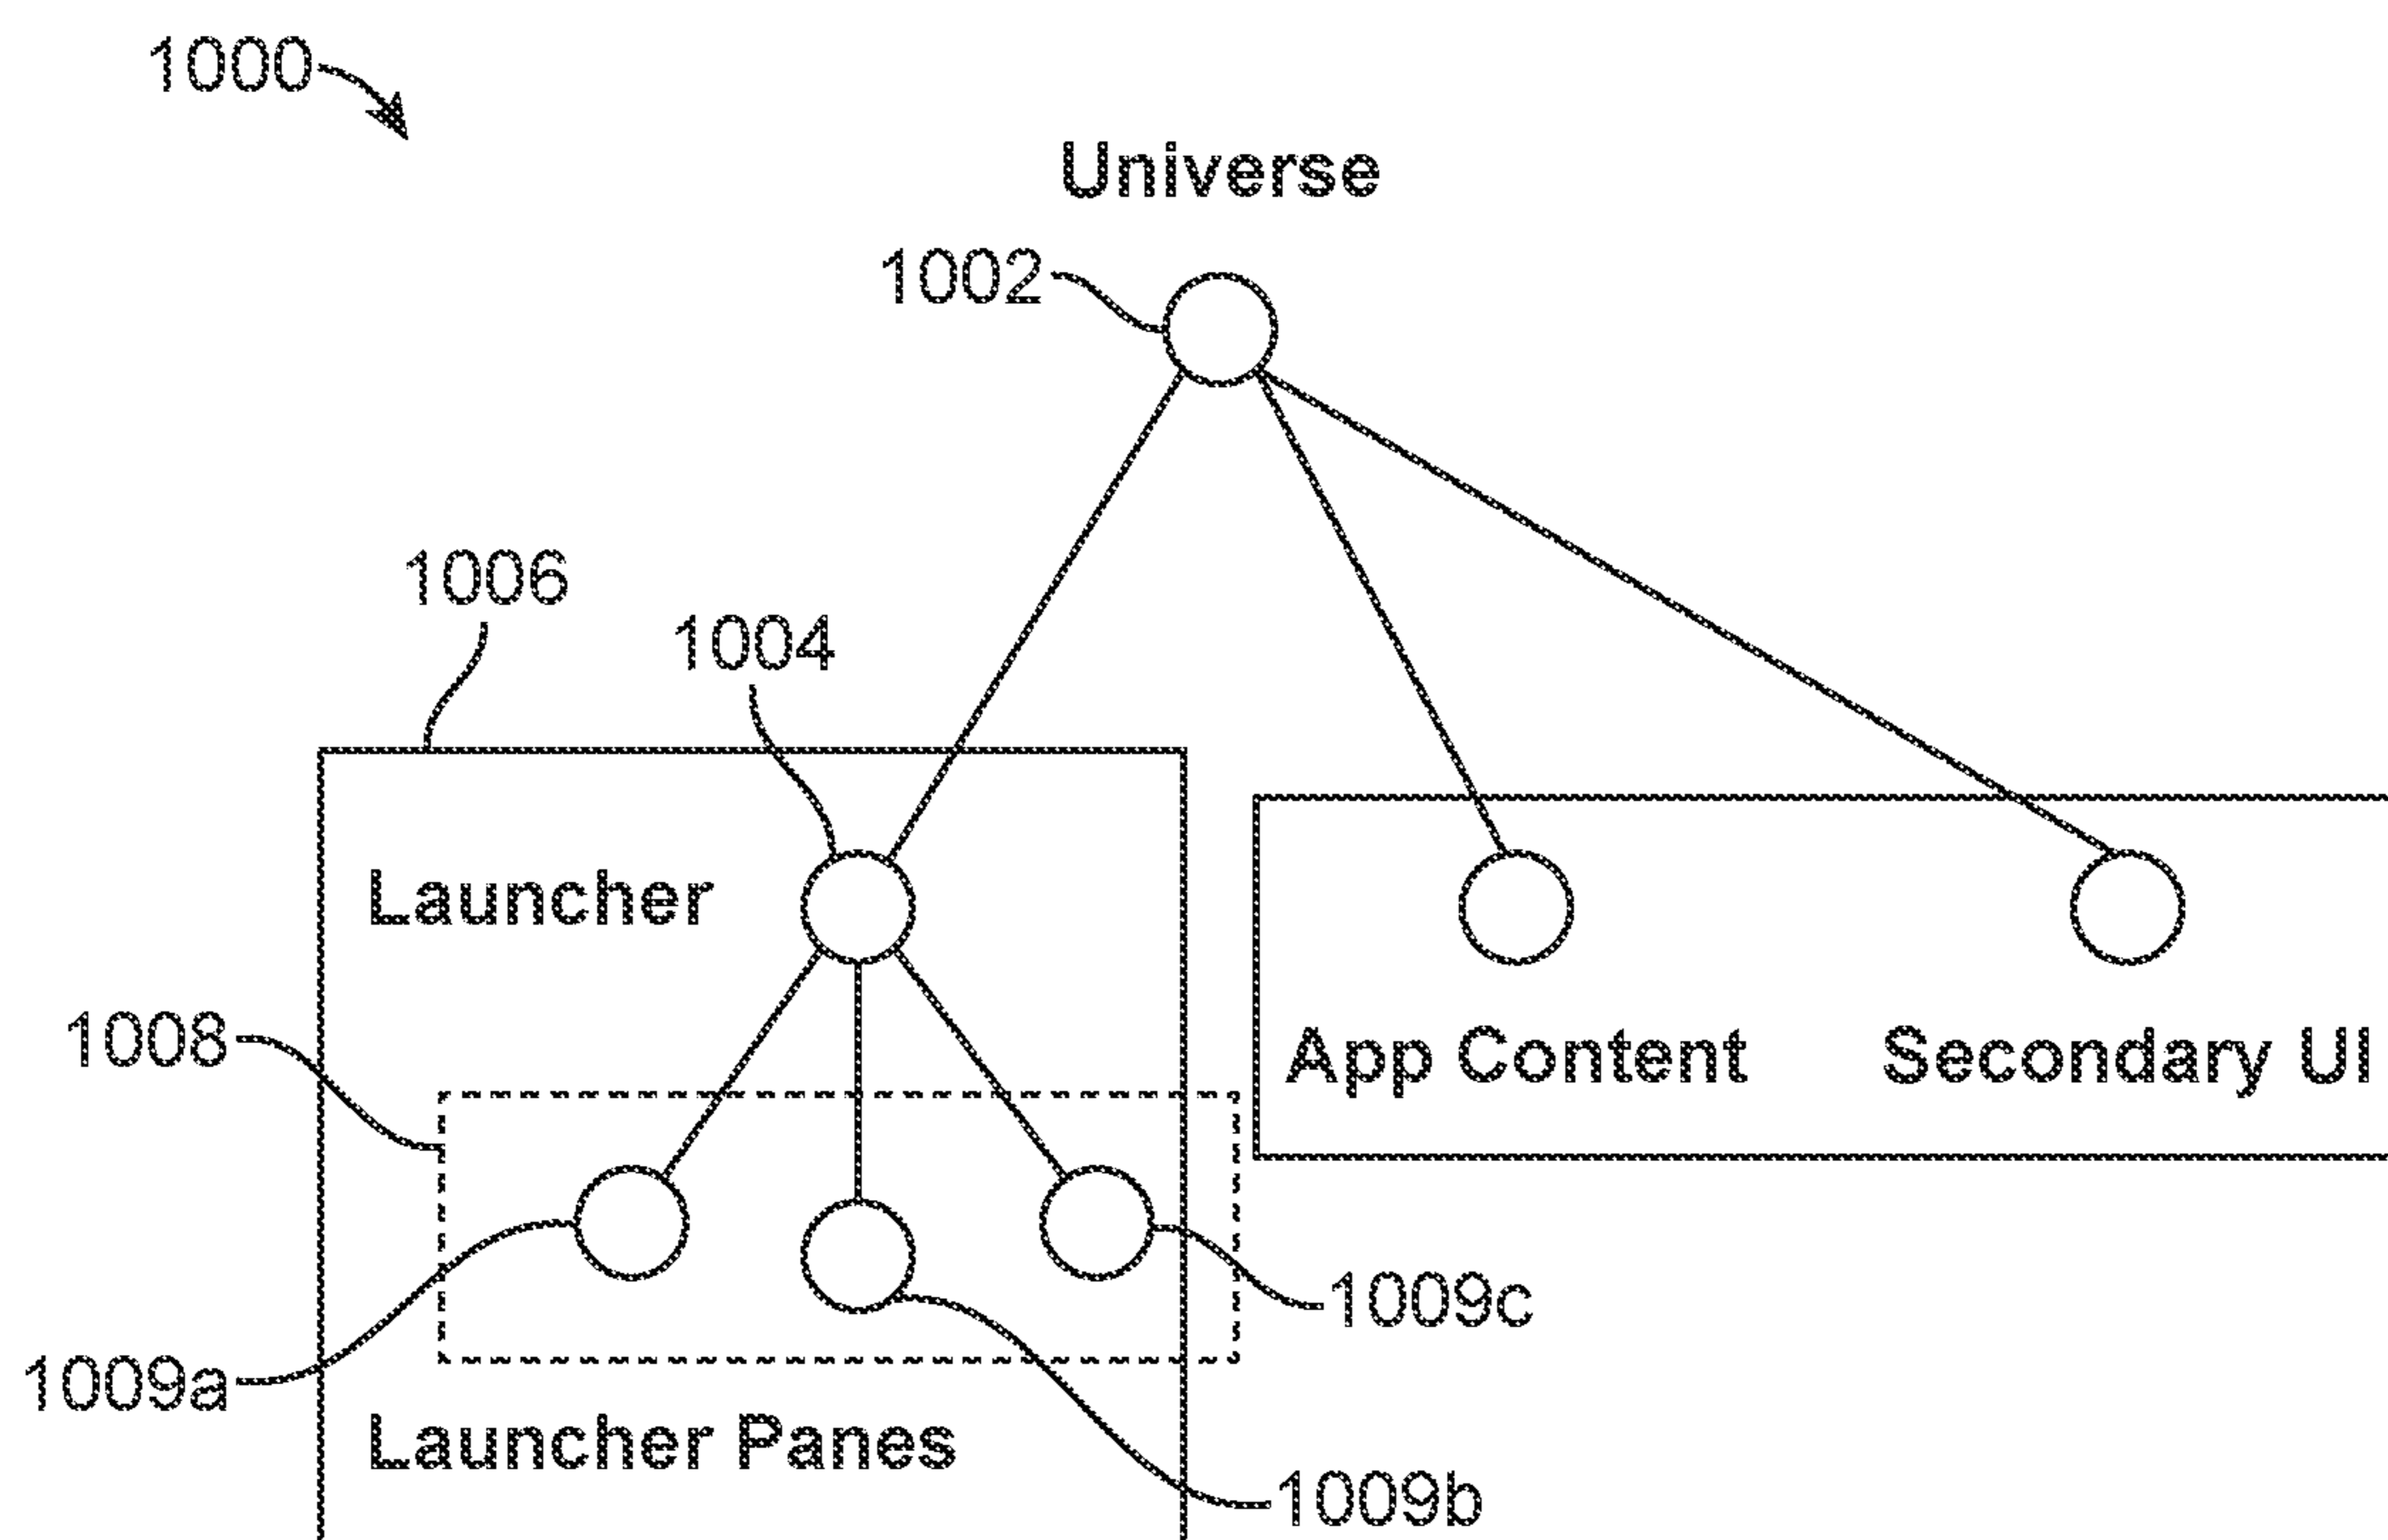 1000
Universe
1002
1006
1004
Launcher
1008
App Content
Secondary UI
1009c
1009a
Launcher Panes
1009b